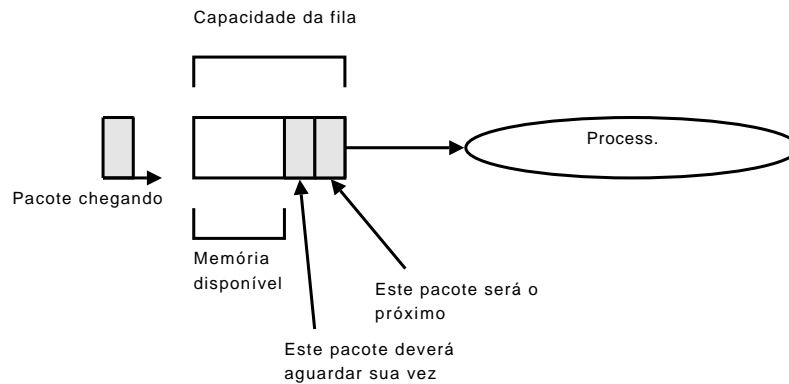 Capacidade da fila
Process.
Pacote chegando
Memória
disponível
Este pacote será o
próximo
Este pacote deverá
aguardar sua vez